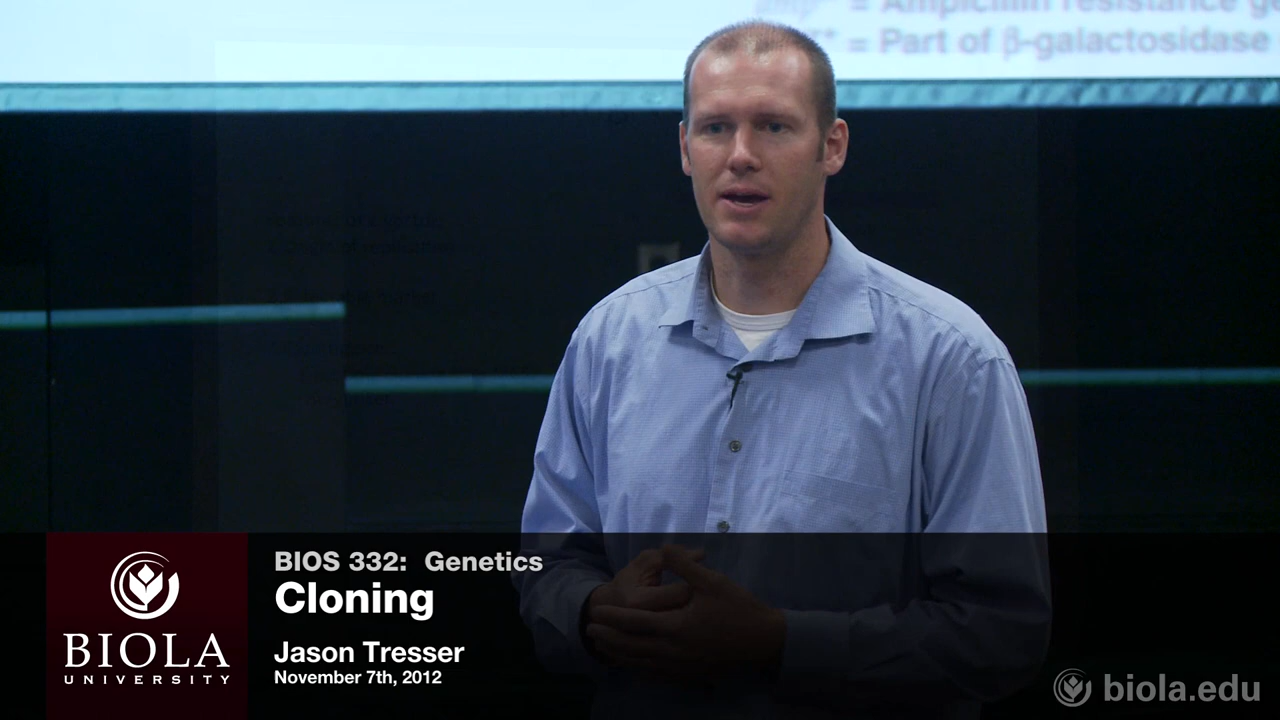 = Ampicillin resistance ge
= Part of β-galactosidase
BIOS 332: Genetics
Cloning
Jason Tresser
November 7th, 2012
BIOLA
UNIVERSITY
biola.edu